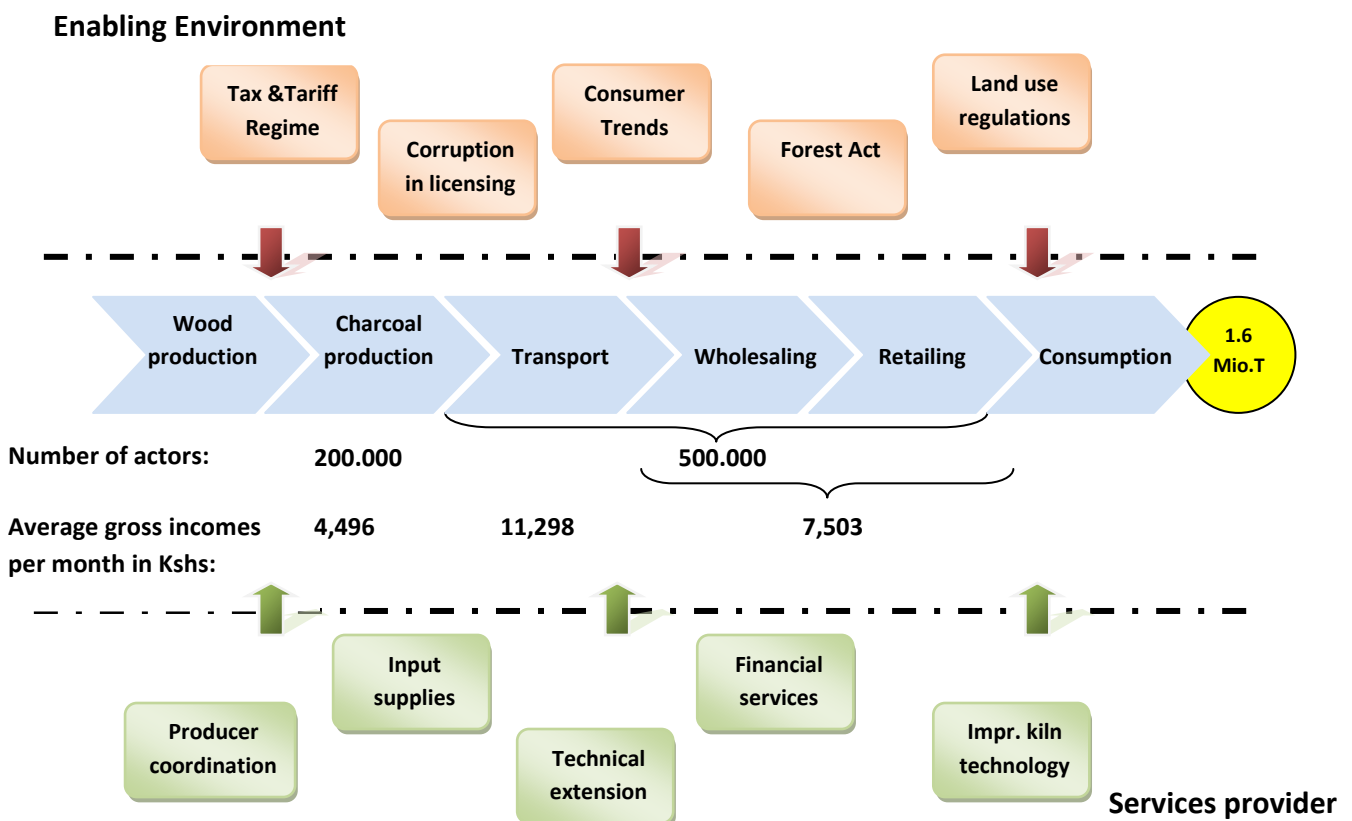 Enabling Environment
Tax &Tariff
Regime
Corruption
in licensing
Consumer
Trends
Forest Act
Land use
regulations
Wood
production
Charcoal
production
Transport
Wholesaling
Retailing
Consumption
1.6
Mio.T
Number of actors:
200.000
500.000
Average gross incomes
per month in Kshs:
4,496
11,298
7,503
Producer
coordination
Input
supplies
Technical
extension
Financial
services
Impr. kiln
technology
Services provider